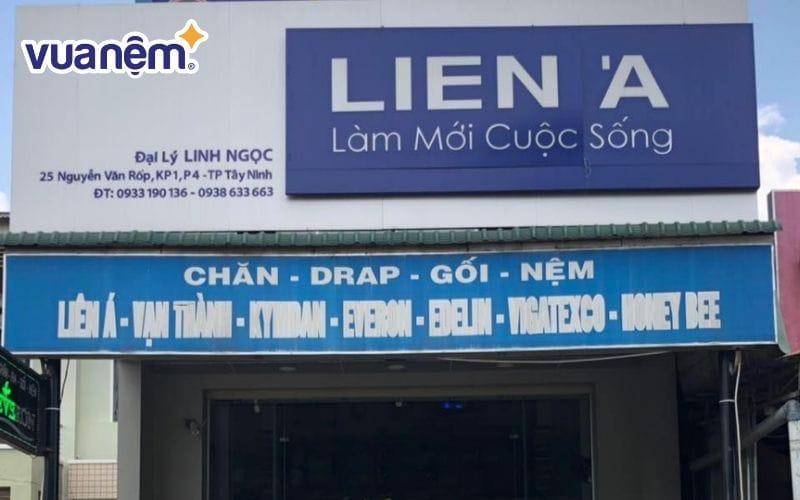 vuanệm
LIEN 'A
Làm Mới Cuộc Sống
Đại Lý LINH NGỌC
25 Nguyễn Văn Rốp, KP1, P4 - TP Tây Ninh
ĐT: 0933 190 136 - 0938 633 663
CHĂN - DRAP - GỐI - NỆM
LIÊN Á - VẠN THÀNH - KYMDAN - EVERON - EDELIN - VIGATEXCO - HONEY BEE